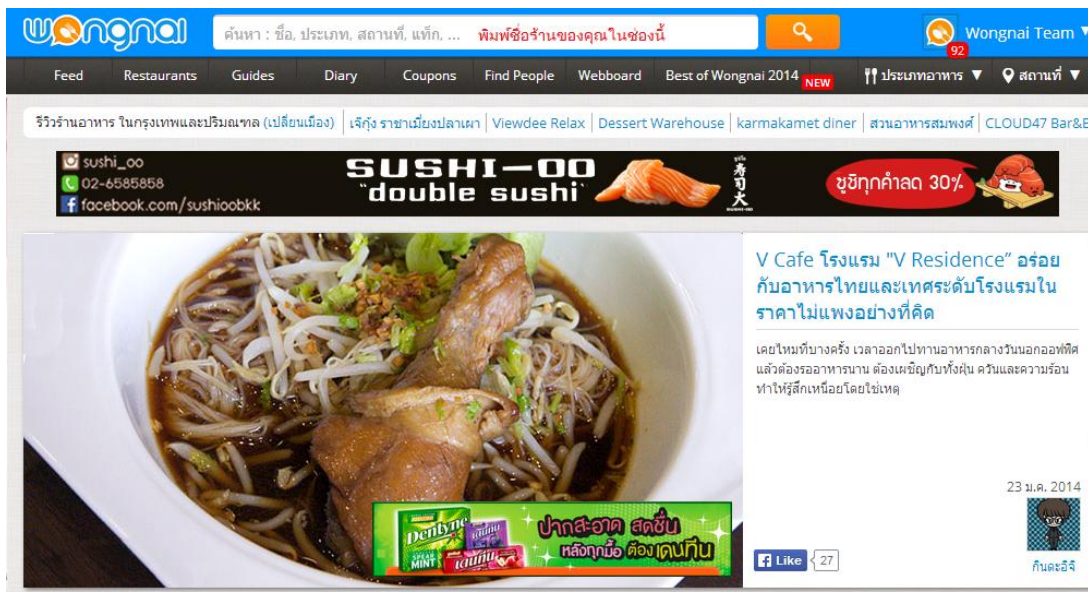 wongnai
ค้นหา : ชื่อ, ประเภท, สถานที่, แท็ก, ... พิมพ์ชื่อร้านของคุณในช่องนี้
Wongnai Team ▼
92
Feed Restaurants Guides Diary Coupons Find People Webboard Best of Wongnai 2014 NEW ประเภทอาหาร ▼ สถานที่ ▼
รีวิวร้านอาหาร ในกรุงเทพและปริมณฑล (เปลี่ยนเมือง) | เจ๊กุ้ง ราชาเมี่ยงปลาเผา | Viewdee Relax | Dessert Warehouse | karmakamet diner | สวนอาหารสมพงศ์ | CLOUD47 Bar&B
sushi_oo
02-6585858
facebook.com/sushioobkk
SUSHI-OO
"double sushi"
寿司大
ซูชิทุกคำลด 30%
V Cafe โรงแรม "V Residence" อร่อย
กับอาหารไทยและเทศระดับโรงแรมใน
ราคาไม่แพงอย่างที่คิด
เคยไหมที่บางครั้ง เวลาออกไปทานอาหารกลางวันนอกออฟฟิศ
แล้วต้องรออาหารนาน ต้องเผชิญกับทั้งฝุ่น ควันและความร้อน
ทำให้รู้สึกเหนื่อยโดยใช่เหตุ
23 ม.ค. 2014
กินดะอิจิ
Like 27
Dentyne
SPEAR MINT
เดนทีน
ปากสะอาด สดชื่น
หลังทุกมื้อ ต้อง เดนทีน